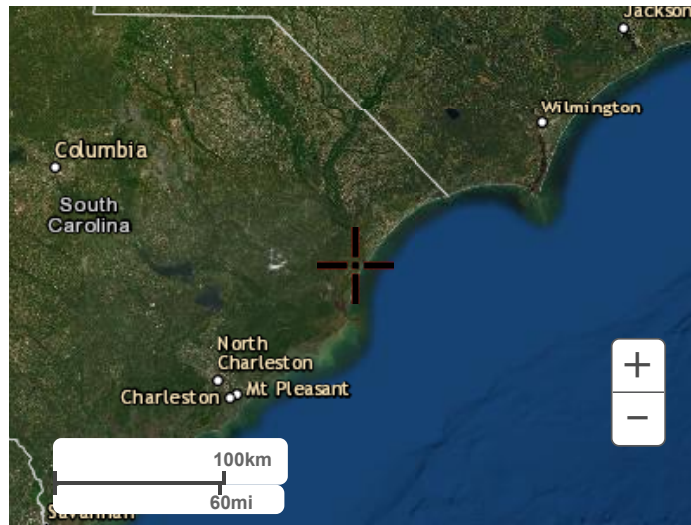 Jackson
Wilmington
Columbia
South
Carolina
North
Charleston
Mt Pleasant
Charleston
100km
60mi
Savannah
+
−